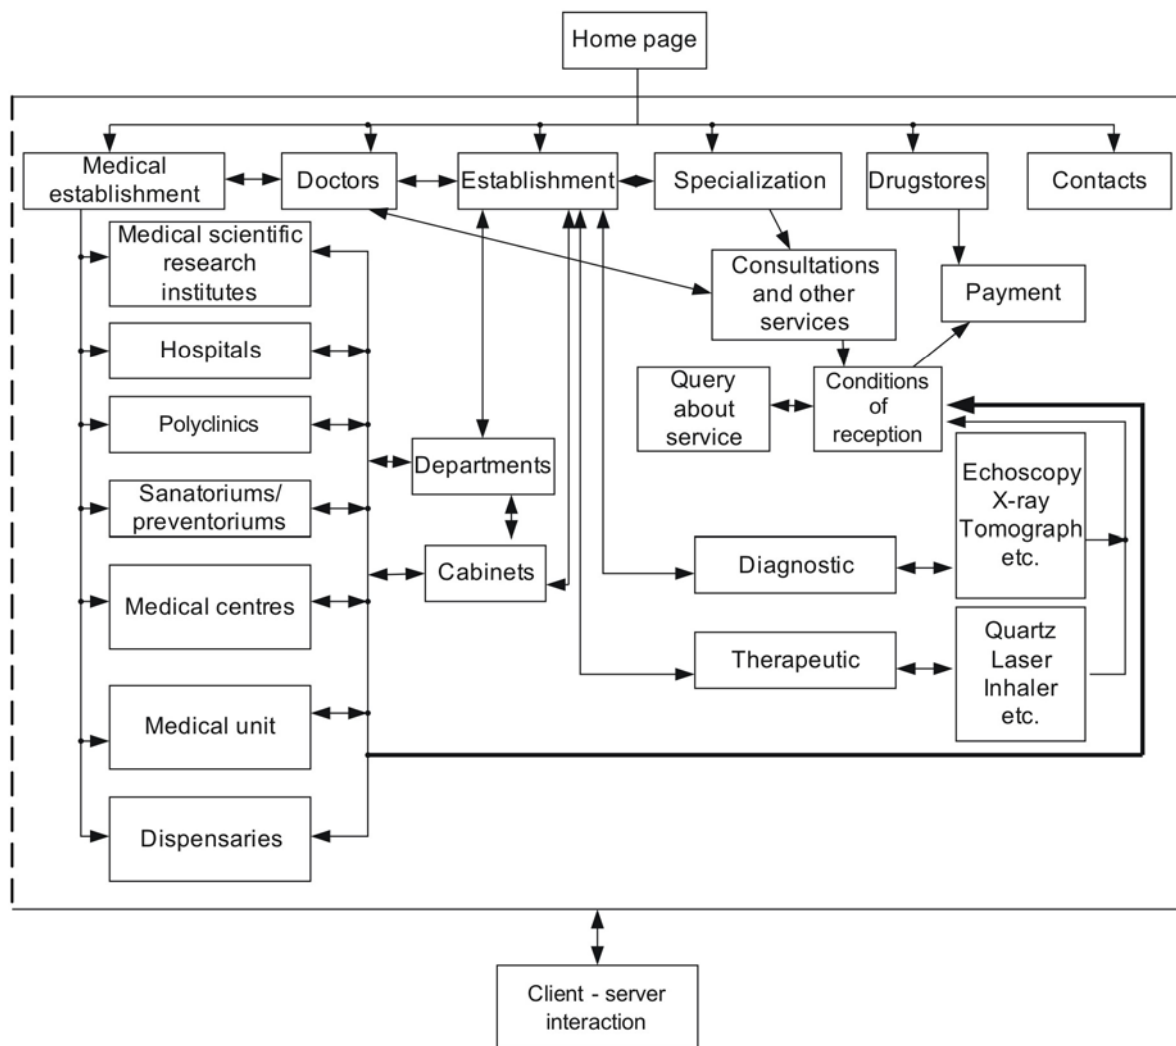 Home page
Medical
establishment
Doctors
Establishment
Specialization
Drugstores
Contacts
Medical scientific
research
institutes
Hospitals
Polyclinics
Sanatoriums/
preventoriums
Medical centres
Medical unit
Dispensaries
Departments
Cabinets
Consultations
and other
services
Payment
Query
about
service
Conditions
of
reception
Diagnostic
Therapeutic
Echoscopy
X-ray
Tomograph
etc.
Quartz
Laser
Inhaler
etc.
Client - server
interaction